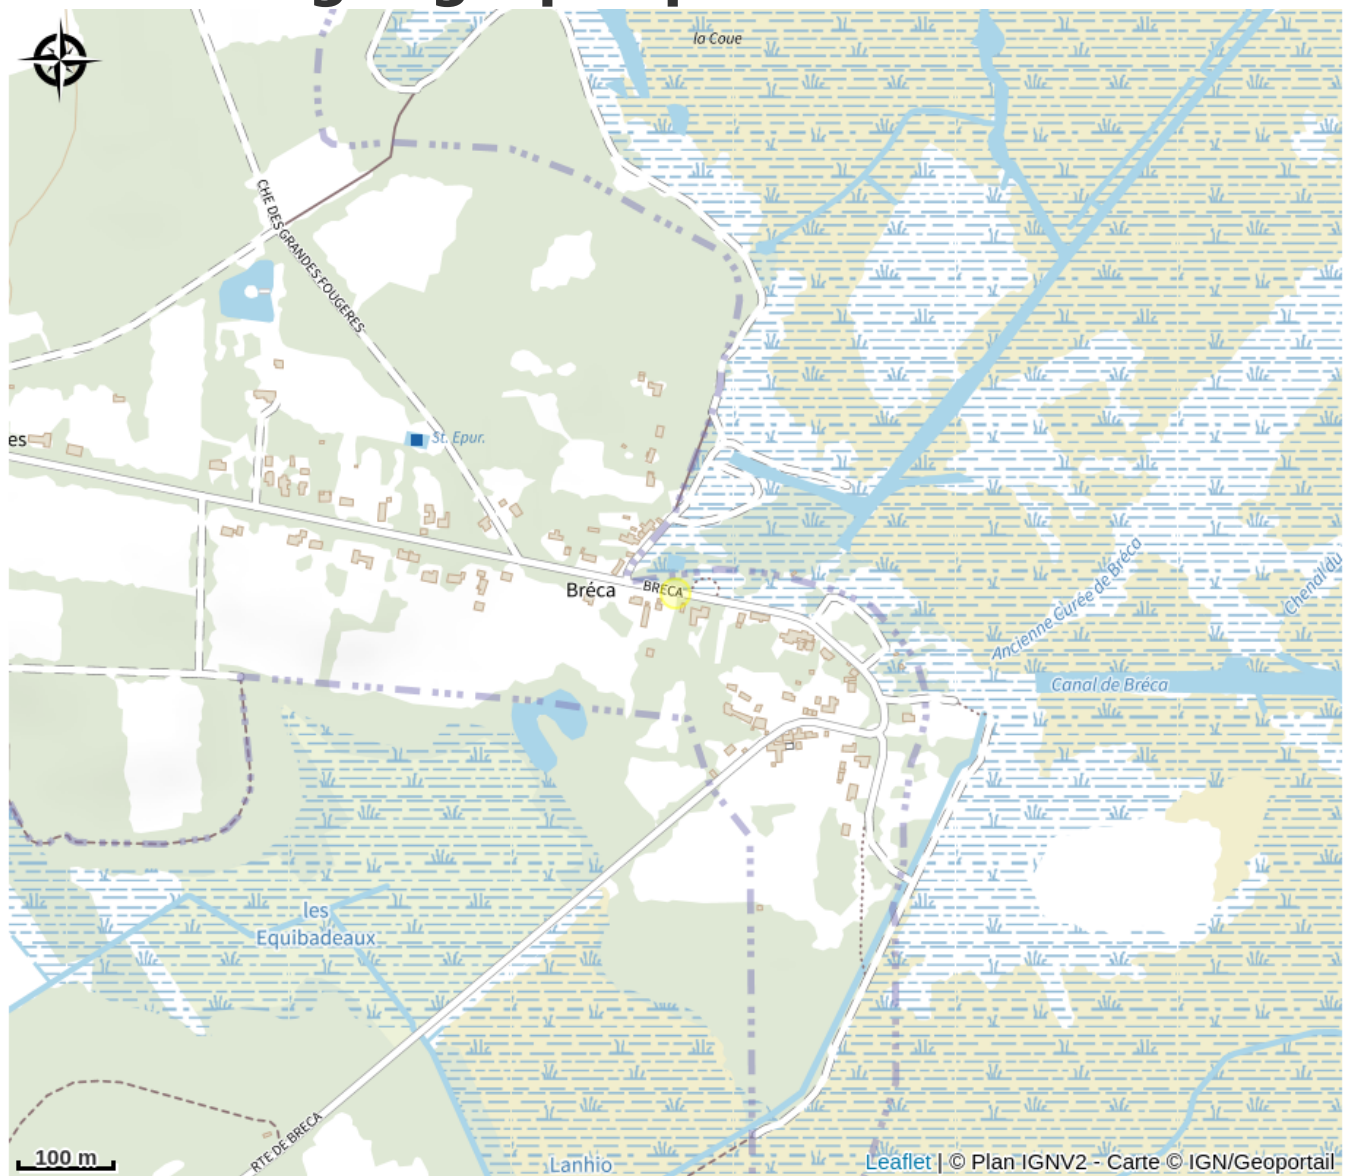 la Coue
CHE DES GRANDES FOUGERES
es
St. Epur.
Bréca
BRECA
Ancienne Curée de Bréca
Chenal du
Canal de Bréca
les
Equibadeaux
RTE DE BRECA
Lanhio
100 m
Leaflet | © Plan IGNV2 - Carte © IGN/Geoportail